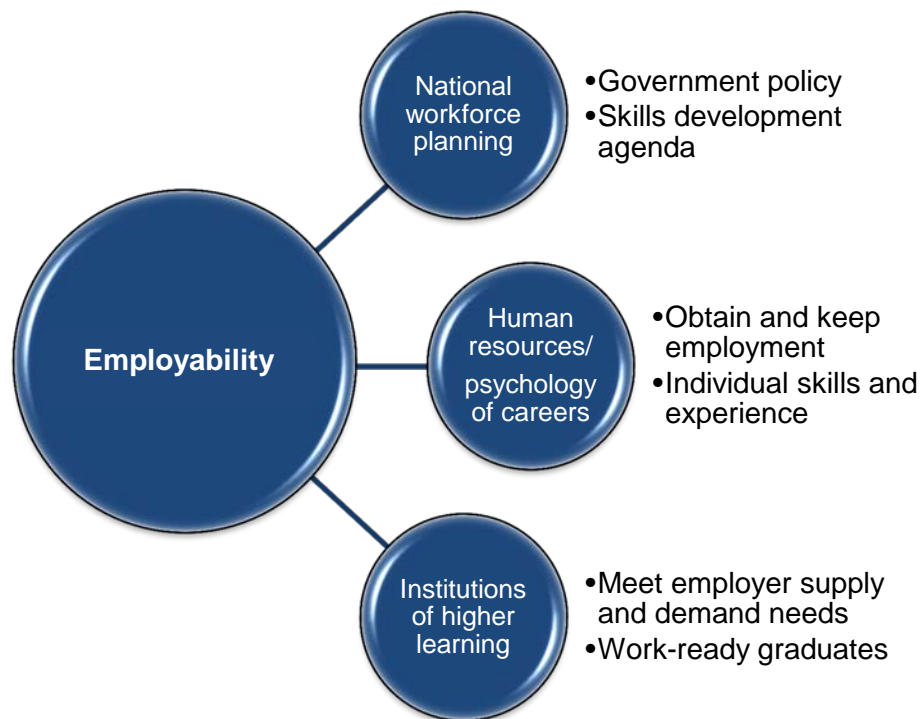 National
workforce
planning
•Government policy
•Skills development
agenda
Employability
Human
resources/
psychology
of careers
•Obtain and keep
employment
•Individual skills and
experience
Institutions
of higher
learning
•Meet employer supply
and demand needs
•Work-ready graduates